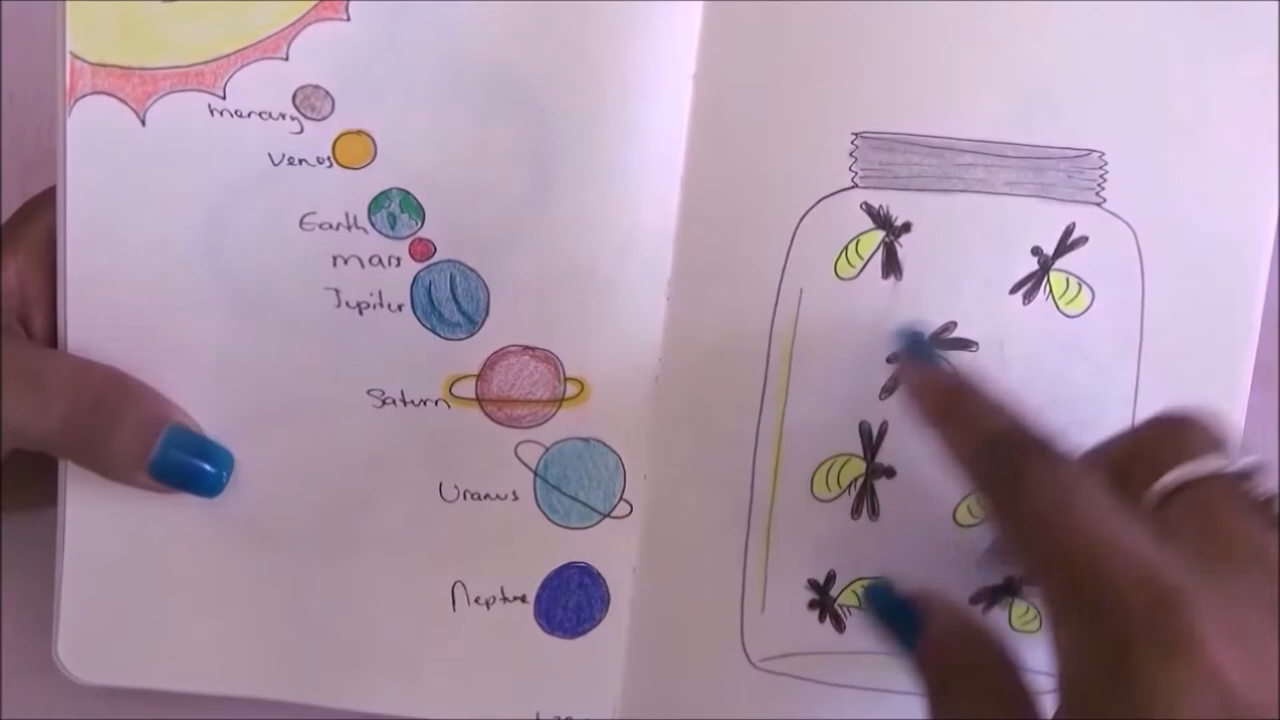 Mercury
Venus
Earth
Mars
Jupiter
Saturn
Uranus
Neptune